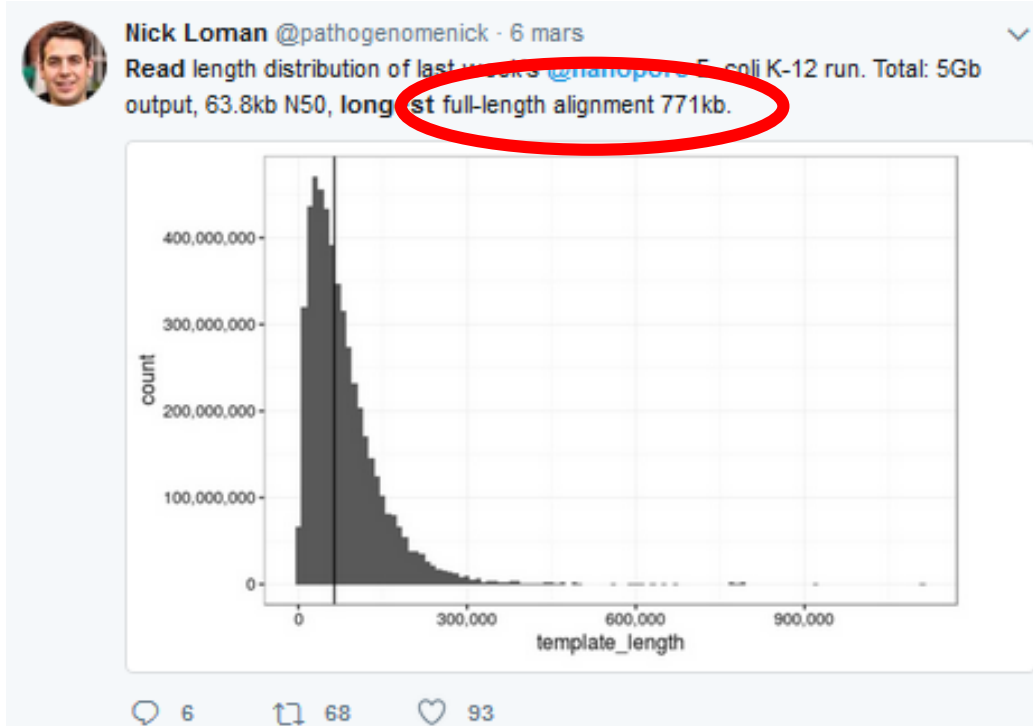 Nick Loman @pathogenomenick · 6 mars
Read length distribution of last week's @nanopore E. coli K-12 run. Total: 5Gb
output, 63.8kb N50, longest full-length alignment 771kb.
400,000,000
300,000,000
200,000,000
100,000,000
0
count
0 300,000 600,000 900,000
template_length
6 68 93